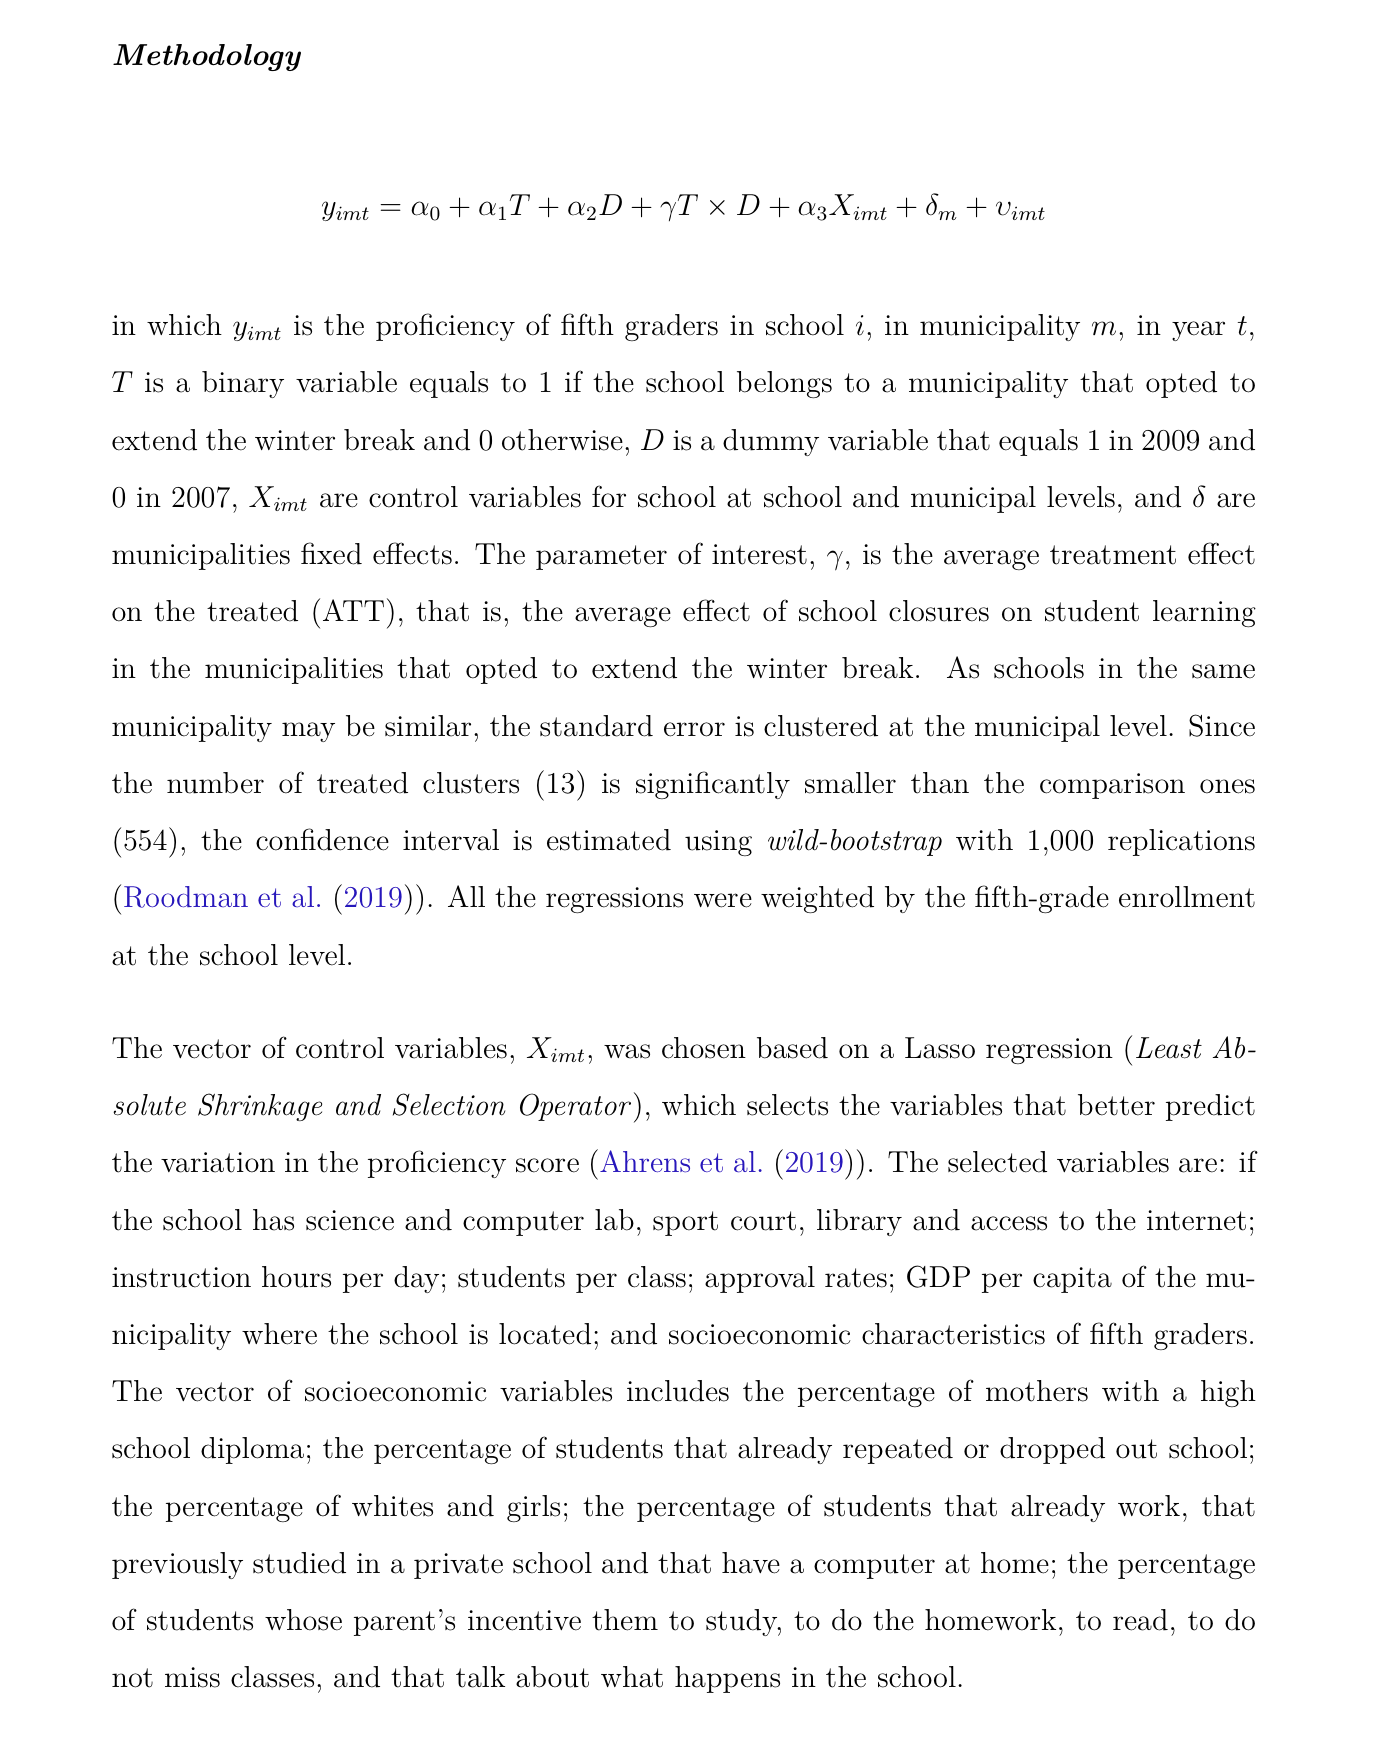 Methodology
y_{imt} = α_0 + α_1T + α_2D + γT × D + α_3X_{imt} + δ_m + υ_{imt}
in which y_{imt} is the proficiency of fifth graders in school i, in municipality m, in year t,
T is a binary variable equals to 1 if the school belongs to a municipality that opted to
extend the winter break and 0 otherwise, D is a dummy variable that equals 1 in 2009 and
0 in 2007, X_{imt} are control variables for school at school and municipal levels, and δ are
municipalities fixed effects. The parameter of interest, γ, is the average treatment effect
on the treated (ATT), that is, the average effect of school closures on student learning
in the municipalities that opted to extend the winter break. As schools in the same
municipality may be similar, the standard error is clustered at the municipal level. Since
the number of treated clusters (13) is significantly smaller than the comparison ones
(554), the confidence interval is estimated using wild-bootstrap with 1,000 replications
(Roodman et al. (2019)). All the regressions were weighted by the fifth-grade enrollment
at the school level.
The vector of control variables, X_{imt}, was chosen based on a Lasso regression (Least Ab-
solute Shrinkage and Selection Operator), which selects the variables that better predict
the variation in the proficiency score (Ahrens et al. (2019)). The selected variables are: if
the school has science and computer lab, sport court, library and access to the internet;
instruction hours per day; students per class; approval rates; GDP per capita of the mu-
nicipality where the school is located; and socioeconomic characteristics of fifth graders.
The vector of socioeconomic variables includes the percentage of mothers with a high
school diploma; the percentage of students that already repeated or dropped out school;
the percentage of whites and girls; the percentage of students that already work, that
previously studied in a private school and that have a computer at home; the percentage
of students whose parent's incentive them to study, to do the homework, to read, to do
not miss classes, and that talk about what happens in the school.